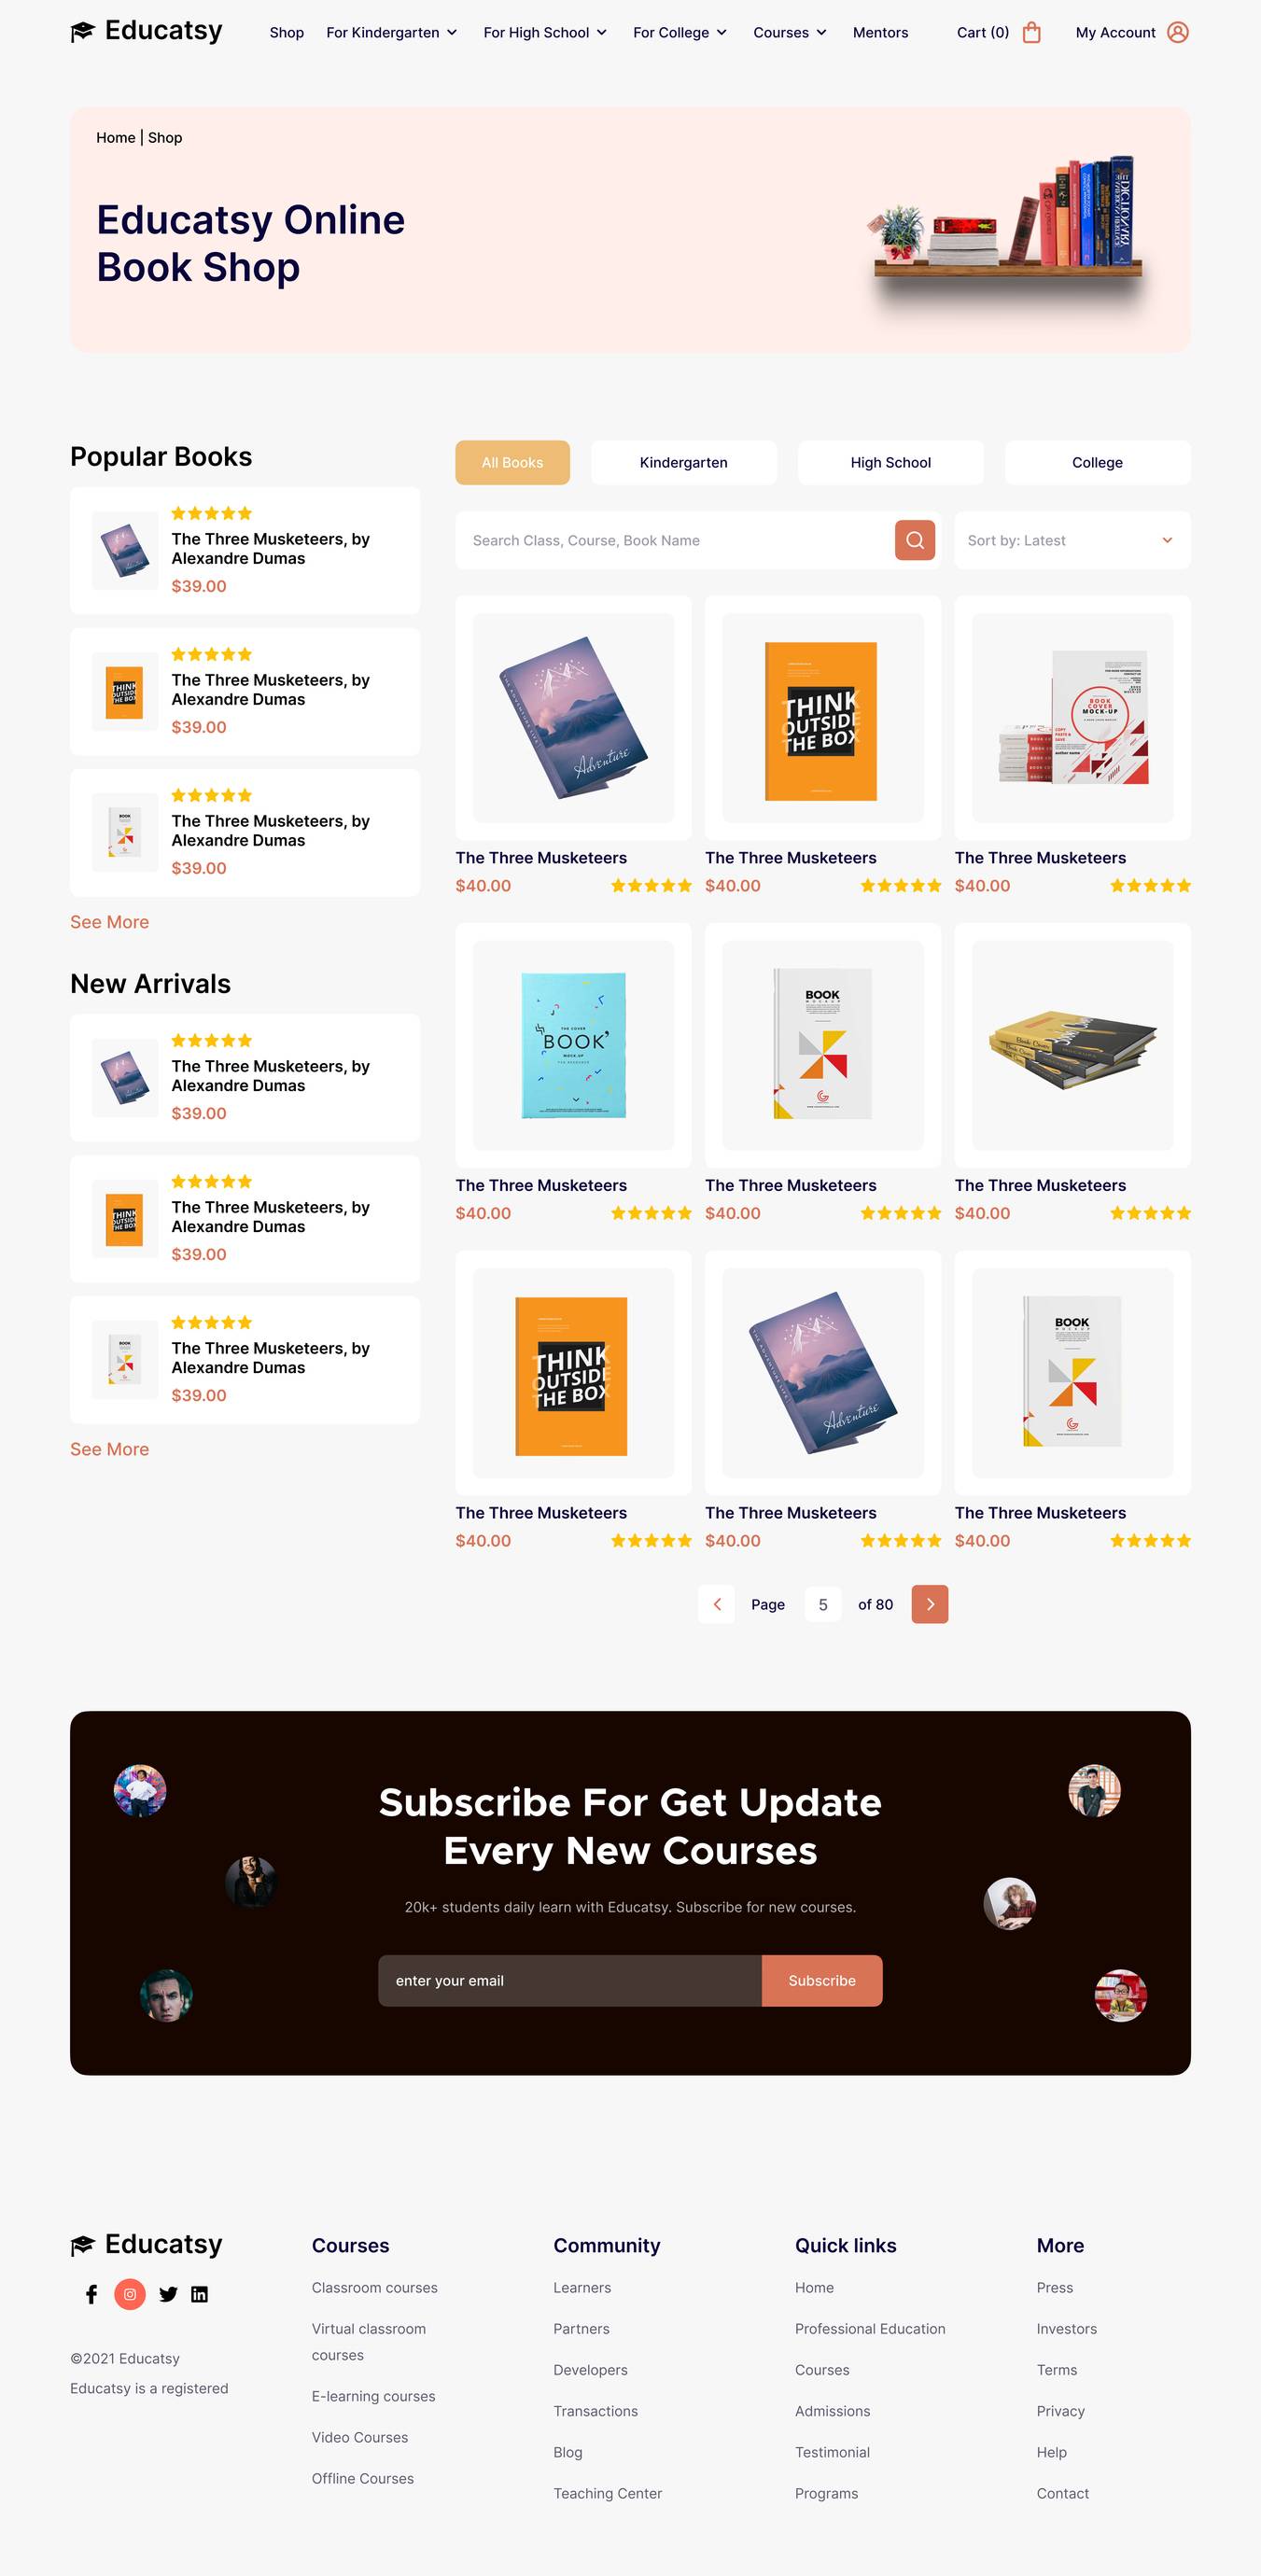 Educatsy
Shop
For Kindergarten
For High School
For College
Courses
Mentors
Cart (0)
My Account
Home | Shop
Educatsy Online
Book Shop
Popular Books
The Three Musketeers, by
Alexandre Dumas
$39.00
The Three Musketeers, by
Alexandre Dumas
$39.00
The Three Musketeers, by
Alexandre Dumas
$39.00
See More
New Arrivals
The Three Musketeers, by
Alexandre Dumas
$39.00
The Three Musketeers, by
Alexandre Dumas
$39.00
The Three Musketeers, by
Alexandre Dumas
$39.00
See More
All Books
Kindergarten
High School
College
Search Class, Course, Book Name
Sort by: Latest
Adventure
THINK
OUTSIDE
THE BOX
BOOK
COVER
MOCK-UP
The Three Musketeers
$40.00
The Three Musketeers
$40.00
The Three Musketeers
$40.00
THE COVER
BOOK
MOCK-UP
BOOK
MOCKUP
The Three Musketeers
$40.00
The Three Musketeers
$40.00
The Three Musketeers
$40.00
THINK
OUTSIDE
THE BOX
Adventure
BOOK
MOCKUP
The Three Musketeers
$40.00
The Three Musketeers
$40.00
The Three Musketeers
$40.00
Page
5
of 80
Subscribe For Get Update
Every New Courses
20k+ students daily learn with Educatsy. Subscribe for new courses.
enter your email
Subscribe
Educatsy
©2021 Educatsy
Educatsy is a registered
Courses
Classroom courses
Virtual classroom
courses
E-learning courses
Video Courses
Offline Courses
Community
Learners
Partners
Developers
Transactions
Blog
Teaching Center
Quick links
Home
Professional Education
Courses
Admissions
Testimonial
Programs
More
Press
Investors
Terms
Privacy
Help
Contact